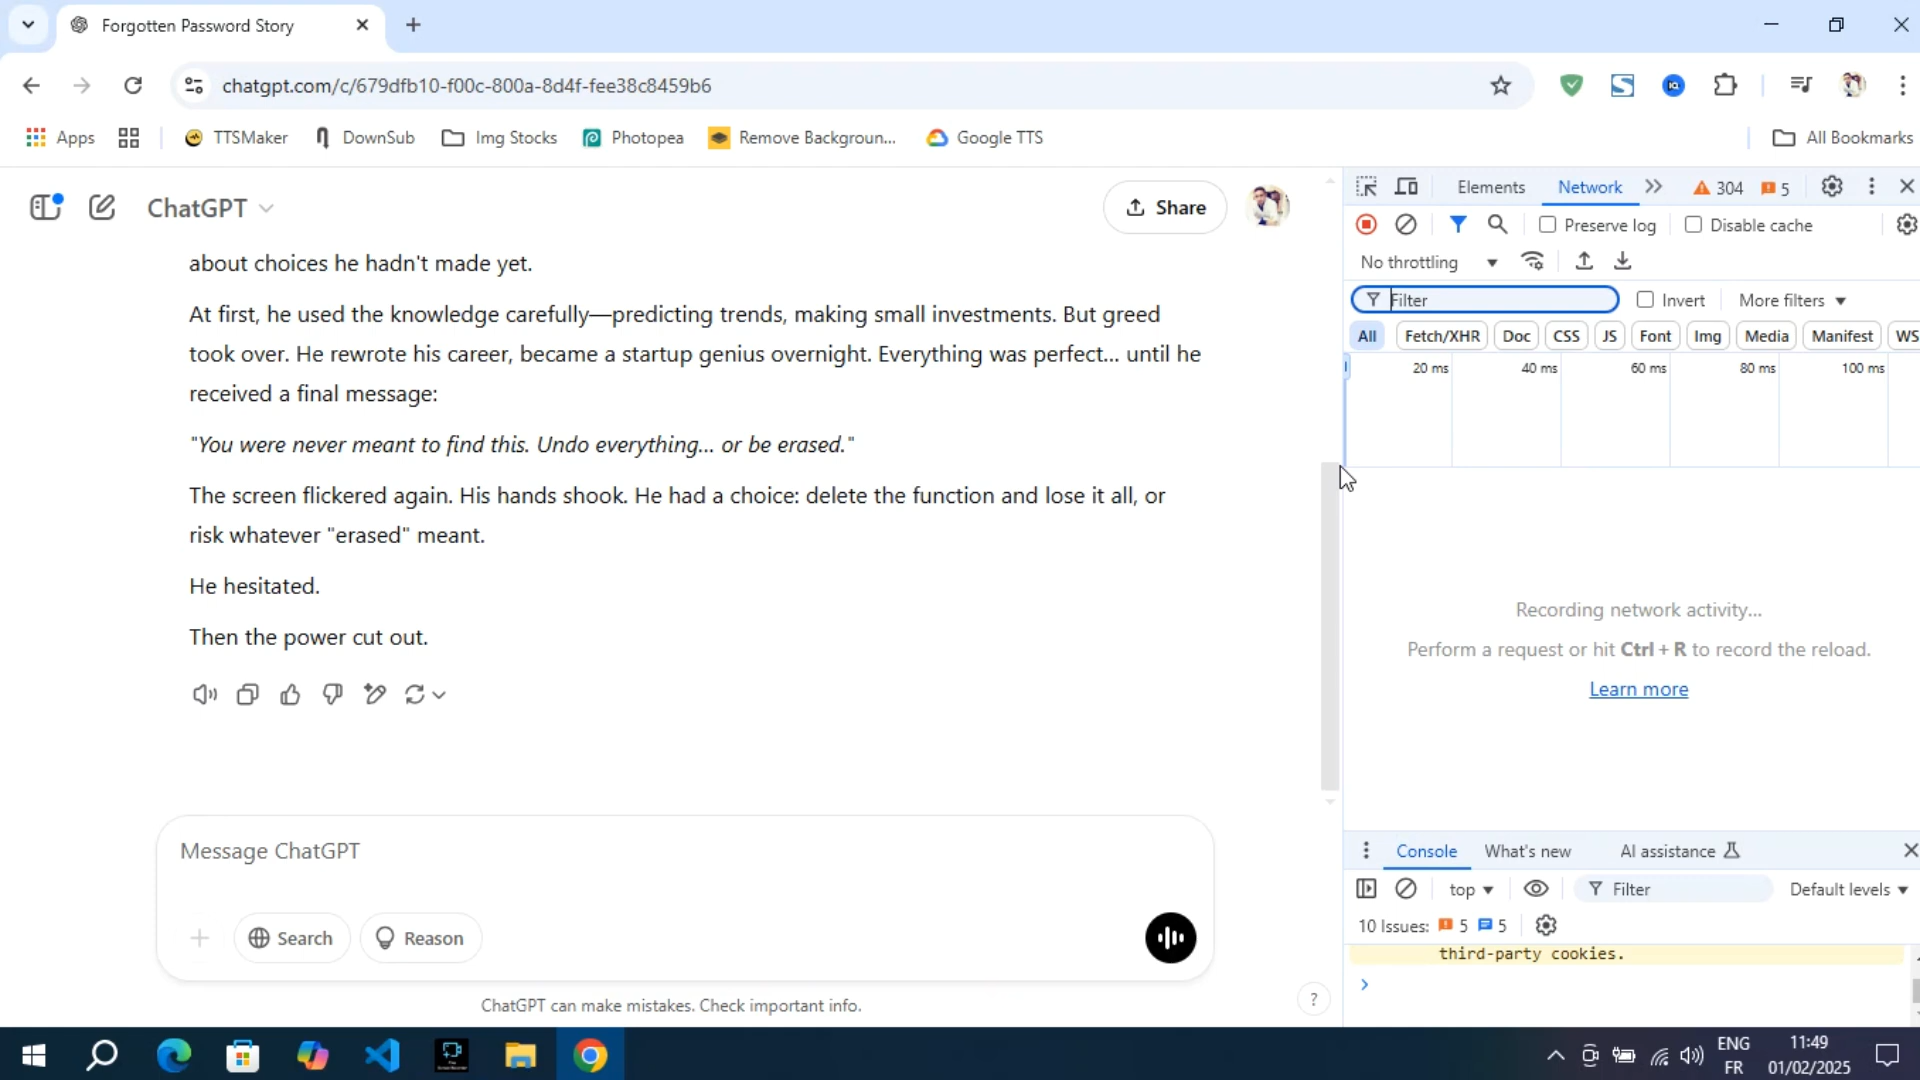 Forgotten Password Story
chatgpt.com/c/679dfb10-f00c-800a-8d4f-fee38c8459b6
Apps TTSMaker DownSub Img Stocks Photopea Remove Backgroun... Google TTS All Bookmarks
ChatGPT
Share
about choices he hadn't made yet.
At first, he used the knowledge carefully—predicting trends, making small investments. But greed
took over. He rewrote his career, became a startup genius overnight. Everything was perfect... until he
received a final message:
"You were never meant to find this. Undo everything... or be erased."
The screen flickered again. His hands shook. He had a choice: delete the function and lose it all, or
risk whatever "erased" meant.
He hesitated.
Then the power cut out.
Message ChatGPT
Search Reason
ChatGPT can make mistakes. Check important info.
?
Elements Network 304 5
Preserve log Disable cache
No throttling
Filter Invert More filters
All Fetch/XHR Doc CSS JS Font Img Media Manifest WS
20 ms 40 ms 60 ms 80 ms 100 ms
Recording network activity...
Perform a request or hit Ctrl + R to record the reload.
Learn more
Console What's new AI assistance
top Filter Default levels
10 Issues: 5 5
third-party cookies.
ENG
FR
11:49
01/02/2025